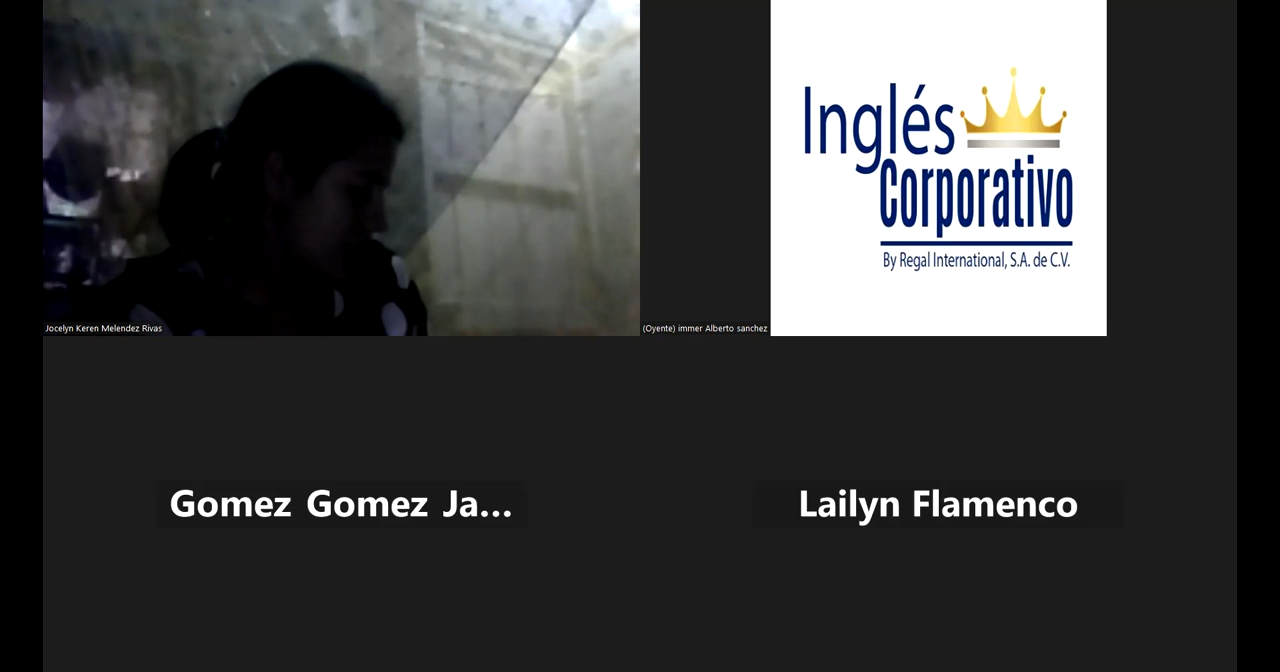 Inglés
Corporativo
By Regal International, S.A. de C.V.
Jocelyn Keren Melendez Rivas
(Oyente) immer Alberto sanchez
Gomez Gomez Ja...
Lailyn Flamenco